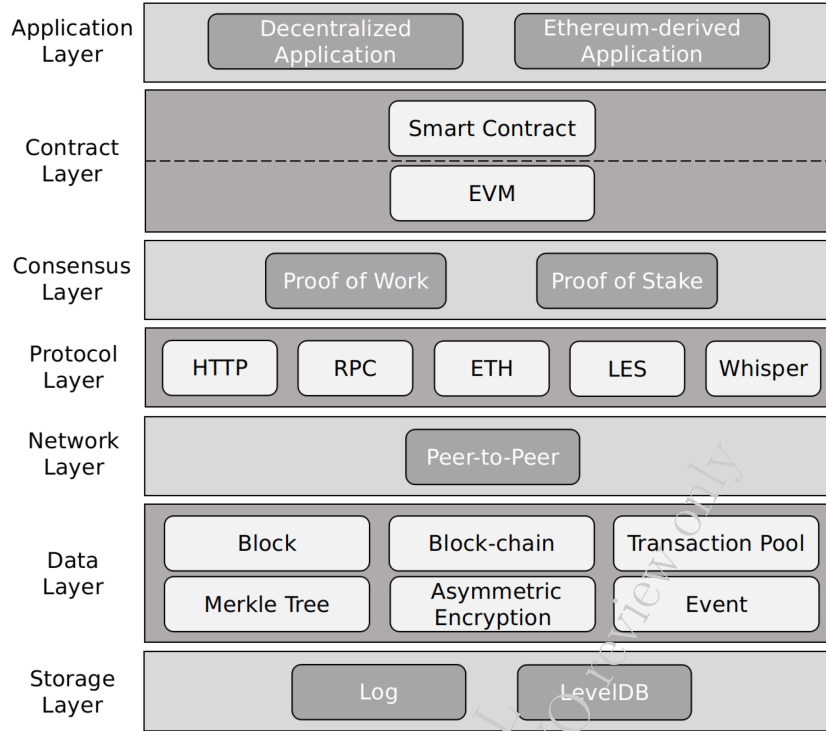 Application
Layer
Decentralized
Application
Ethereum-derived
Application
Contract
Layer
Smart Contract
EVM
Consensus
Layer
Proof of Work
Proof of Stake
Protocol
Layer
HTTP
RPC
ETH
LES
Whisper
Network
Layer
Peer-to-Peer
Data
Layer
Block
Block-chain
Transaction Pool
Merkle Tree
Asymmetric
Encryption
Event
Storage
Layer
Log
LevelDB
review only